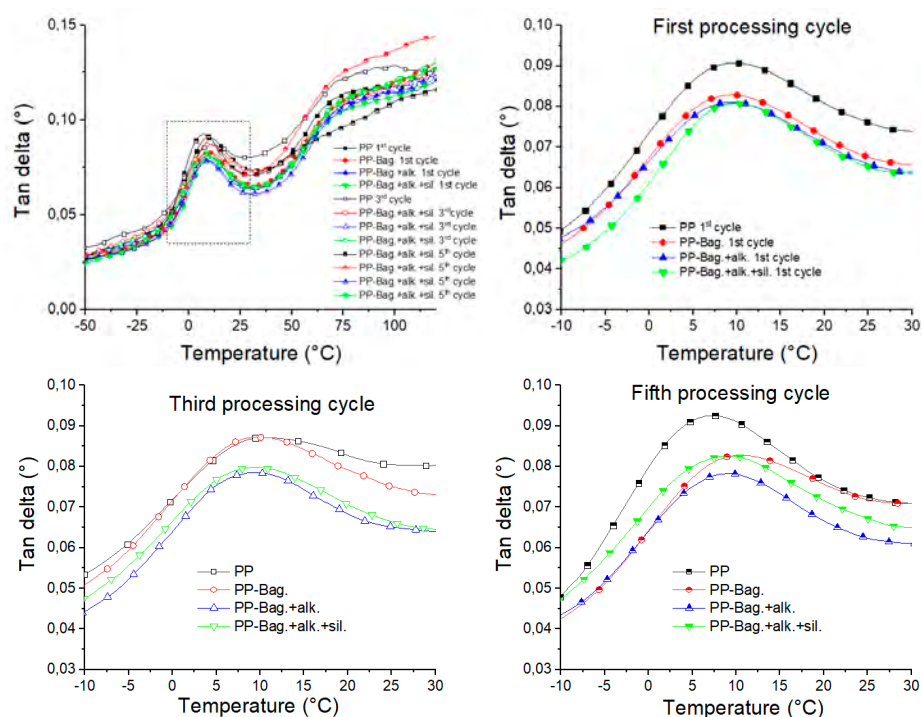 0,15
0,10
0,05
0,00
Tan delta (°)
-50
-25
0
25
50
75
100
Temperature (°C)
PP 1st cycle
PP-Bag 1st cycle
PP-Bag +alk. 1st cycle
PP-Bag +alk.+sil. 1st cycle
PP 3rd cycle
PP-Bag +alk.+sil. 3rd cycle
PP-Bag +alk.+sil. 3rd cycle
PP-Bag +alk. 3rd cycle
PP-Bag +alk.+sil. 5th cycle
PP-Bag +alk. 5th cycle
PP-Bag +alk.+sil. 5th cycle
PP-Bag +alk.+sil. 5th cycle
First processing cycle
0,10
0,09
0,08
0,07
0,06
0,05
0,04
0,03
Tan delta (°)
-10
-5
0
5
10
15
20
25
30
Temperature (°C)
PP 1st cycle
PP-Bag. 1st cycle
PP-Bag.+alk. 1st cycle
PP-Bag.+alk.+sil. 1st cycle
Third processing cycle
0,10
0,09
0,08
0,07
0,06
0,05
0,04
0,03
Tan delta (°)
-10
-5
0
5
10
15
20
25
30
Temperature (°C)
PP
PP-Bag.
PP-Bag.+alk.
PP-Bag.+alk.+sil.
Fifth processing cycle
0,10
0,09
0,08
0,07
0,06
0,05
0,04
0,03
Tan delta (°)
-10
-5
0
5
10
15
20
25
30
Temperature (°C)
PP
PP-Bag.
PP-Bag.+alk.
PP-Bag.+alk.+sil.